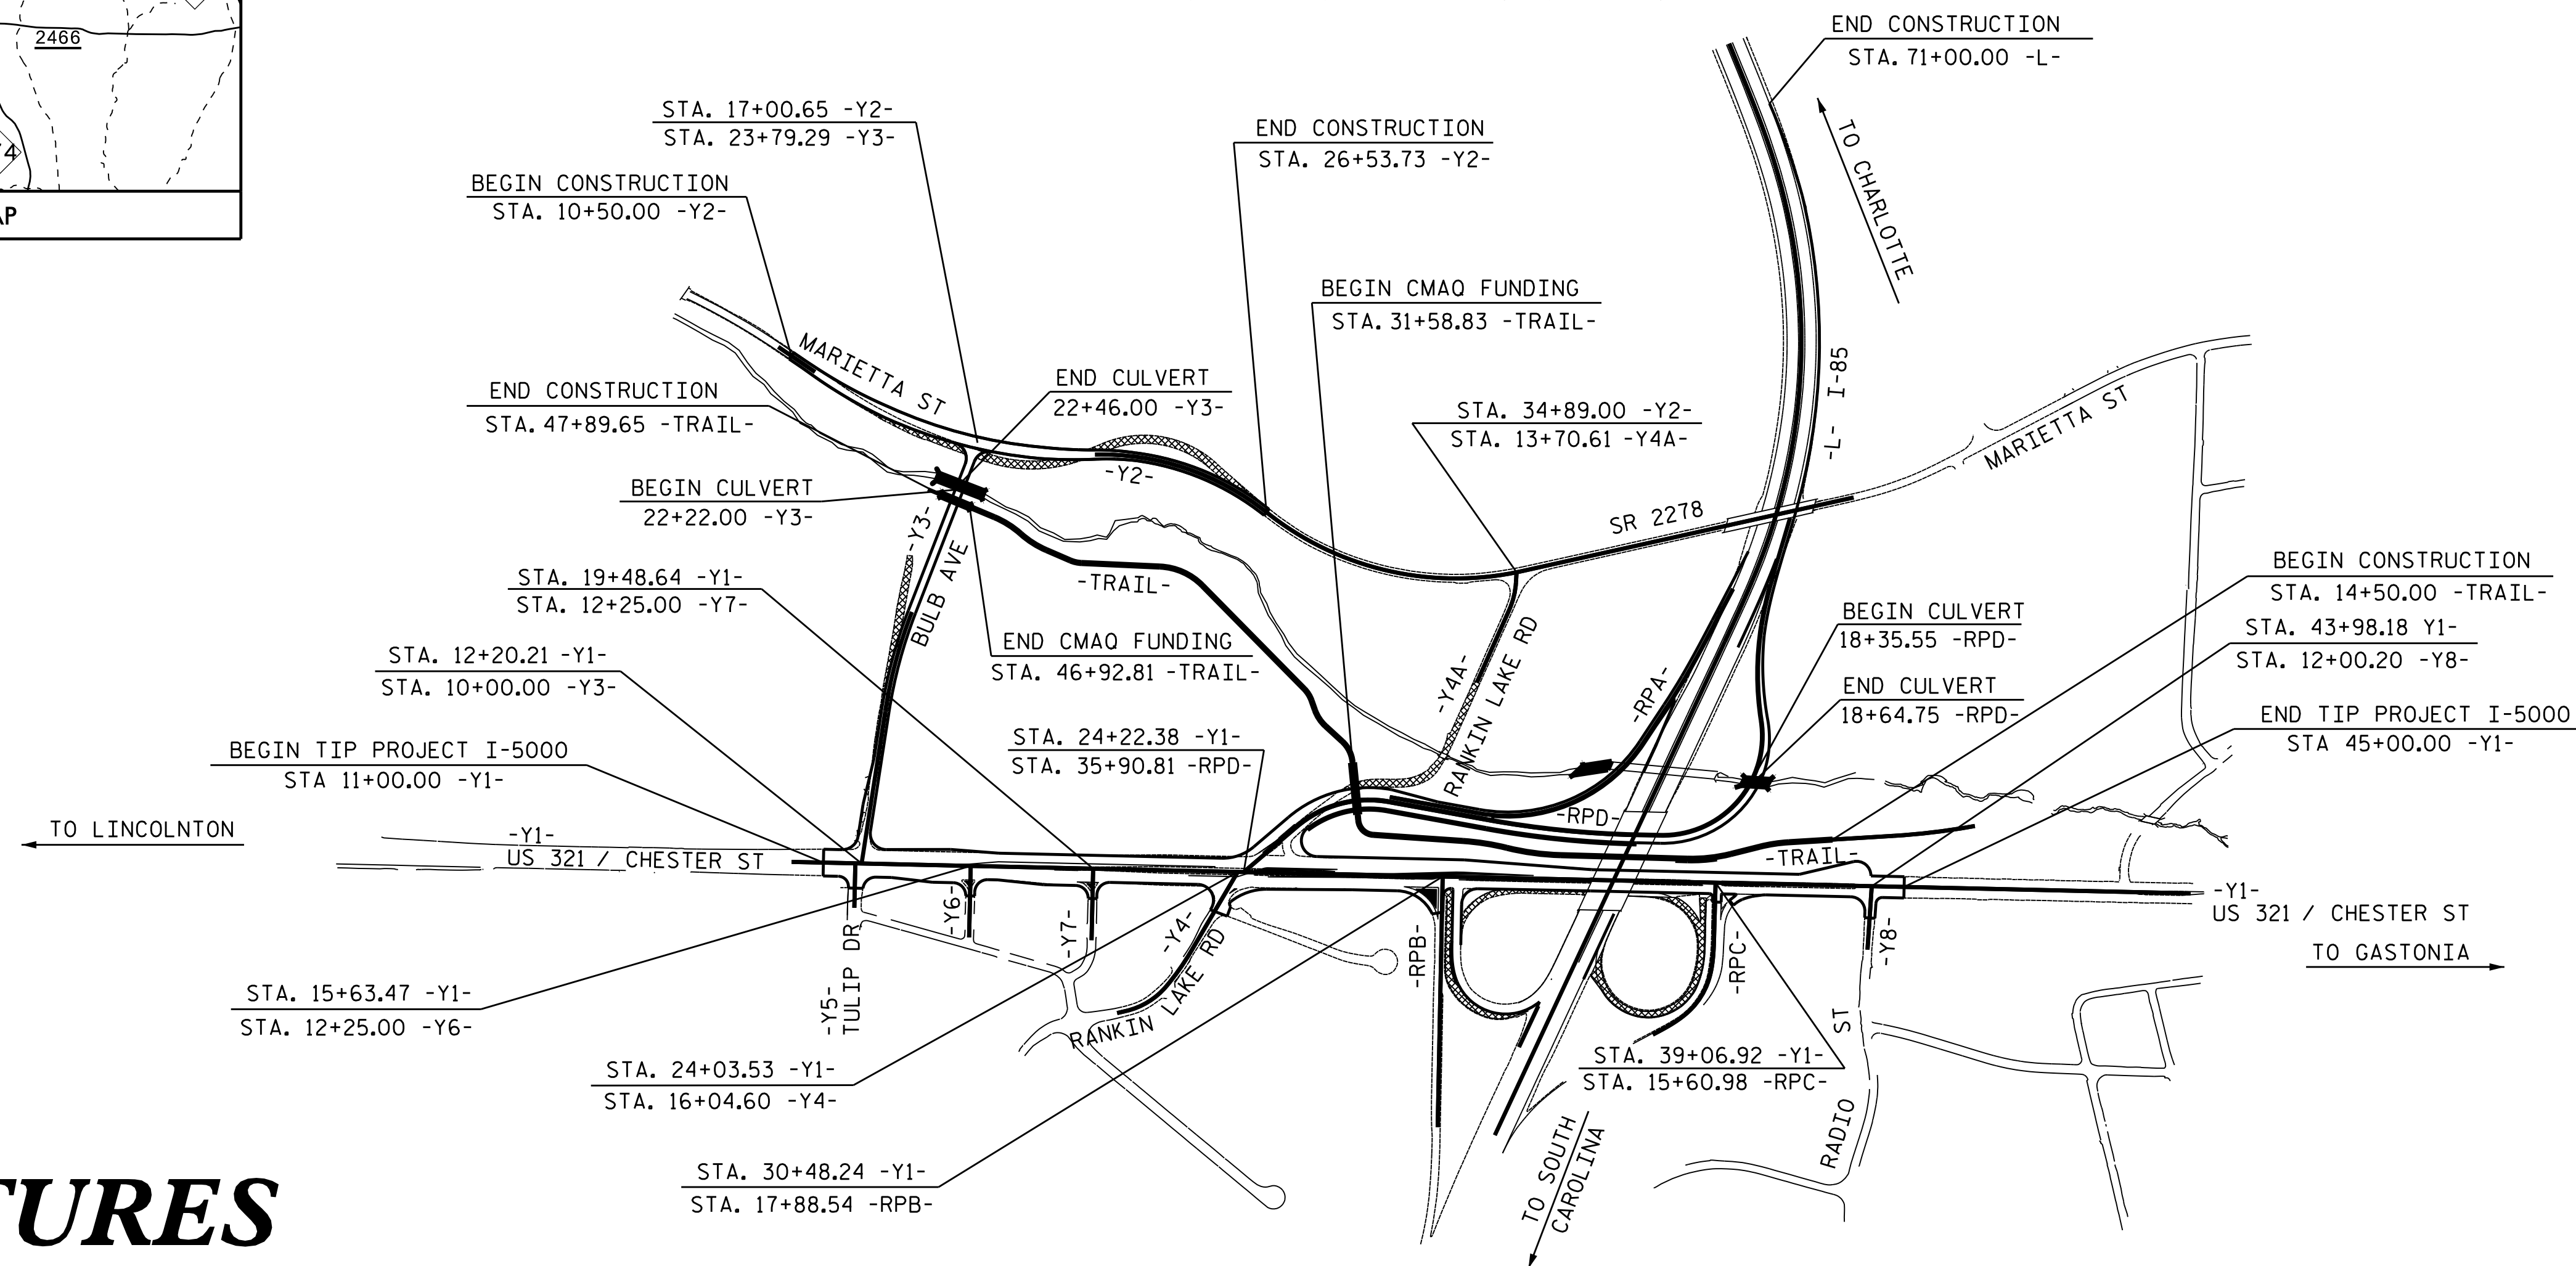 2466
AP
END CONSTRUCTION
STA. 71+00.00 -L-
TO CHARLOTTE
STA. 17+00.65 -Y2-
STA. 23+79.29 -Y3-
END CONSTRUCTION
STA. 26+53.73 -Y2-
BEGIN CONSTRUCTION
STA. 10+50.00 -Y2-
BEGIN CMAQ FUNDING
STA. 31+58.83 -TRAIL-
MARIETTA ST
END CONSTRUCTION
STA. 47+89.65 -TRAIL-
END CULVERT
22+46.00 -Y3-
STA. 34+89.00 -Y2-
STA. 13+70.61 -Y4A-
-L- I-85
MARIETTA ST
-Y2-
BEGIN CULVERT
22+22.00 -Y3-
SR 2278
-Y3-
BULB AVE
-TRAIL-
STA. 19+48.64 -Y1-
STA. 12+25.00 -Y7-
BEGIN CONSTRUCTION
STA. 14+50.00 -TRAIL-
BEGIN CULVERT
18+35.55 -RPD-
STA. 43+98.18 Y1-
STA. 12+00.20 -Y8-
END CMAQ FUNDING
STA. 46+92.81 -TRAIL-
STA. 12+20.21 -Y1-
STA. 10+00.00 -Y3-
-Y4A-
RANKIN LAKE RD
-RPA-
END CULVERT
18+64.75 -RPD-
END TIP PROJECT I-5000
STA 45+00.00 -Y1-
STA. 24+22.38 -Y1-
STA. 35+90.81 -RPD-
BEGIN TIP PROJECT I-5000
STA 11+00.00 -Y1-
TO LINCOLNTON
-Y1-
US 321 / CHESTER ST
-RPD-
-TRAIL-
-Y1-
US 321 / CHESTER ST
TO GASTONIA
-Y6-
-Y7-
-Y4-
RANKIN LAKE RD
-RPB-
-RPC-
-Y8-
-Y5-
TULIP DR
STA. 15+63.47 -Y1-
STA. 12+25.00 -Y6-
STA. 24+03.53 -Y1-
STA. 16+04.60 -Y4-
STA. 39+06.92 -Y1-
STA. 15+60.98 -RPC-
RADIO ST
STA. 30+48.24 -Y1-
STA. 17+88.54 -RPB-
TO SOUTH
CAROLINA
TURES